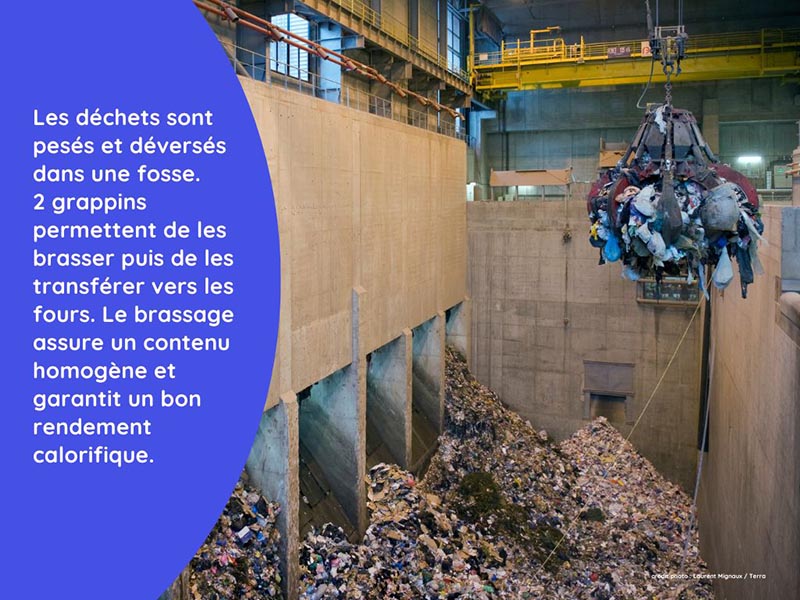 Les déchets sont
pesés et déversés
dans une fosse.
2 grappins
permettent de les
brasser puis de les
transférer vers les
fours. Le brassage
assure un contenu
homogène et
garantit un bon
rendement
calorifique.
crédit photo : Laurent Mignaux / Terra